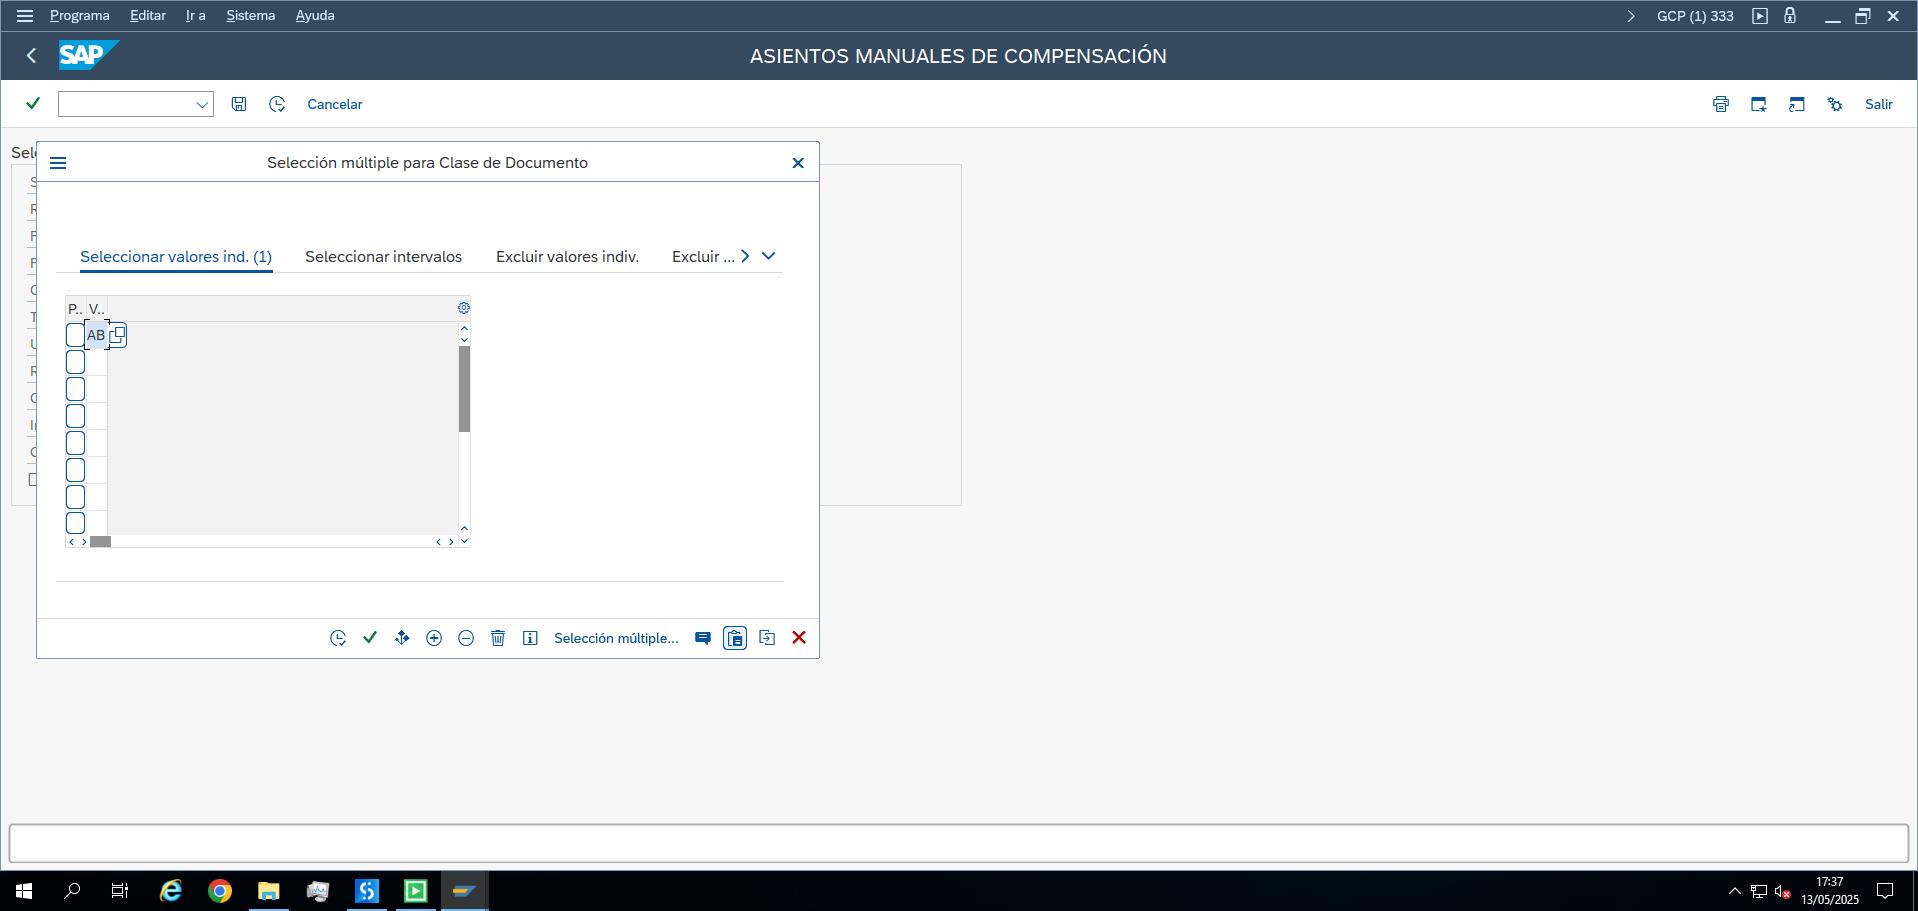 Programa Editar Ir a Sistema Ayuda GCP (1) 333
SAP ASIENTOS MANUALES DE COMPENSACIÓN
Cancelar Salir
Sel
Selección múltiple para Clase de Documento
Seleccionar valores ind. (1) Seleccionar intervalos Excluir valores indiv. Excluir ...
P.. V..
AB
Selección múltiple...
17:37
13/05/2025